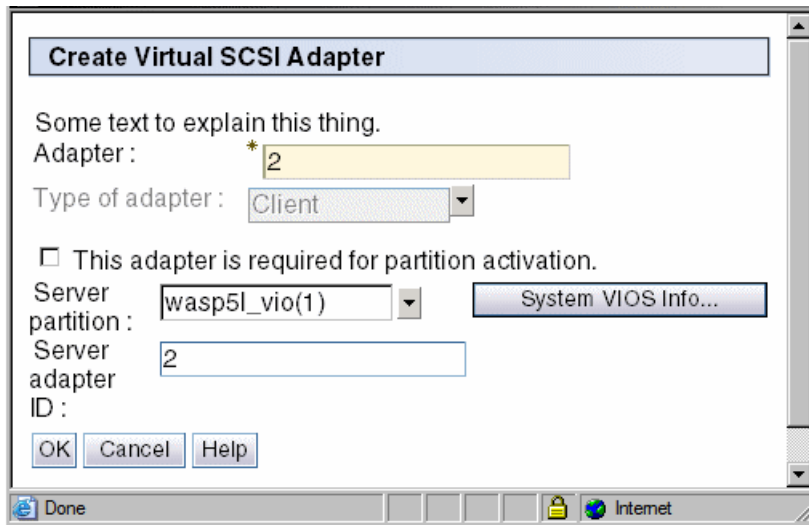 Create Virtual SCSI Adapter
Some text to explain this thing.
Adapter : * 2
Type of adapter : Client
This adapter is required for partition activation.
Server partition : wasp5l_vio(1) System VIOS Info...
Server adapter ID : 2
OK Cancel Help
Done Internet